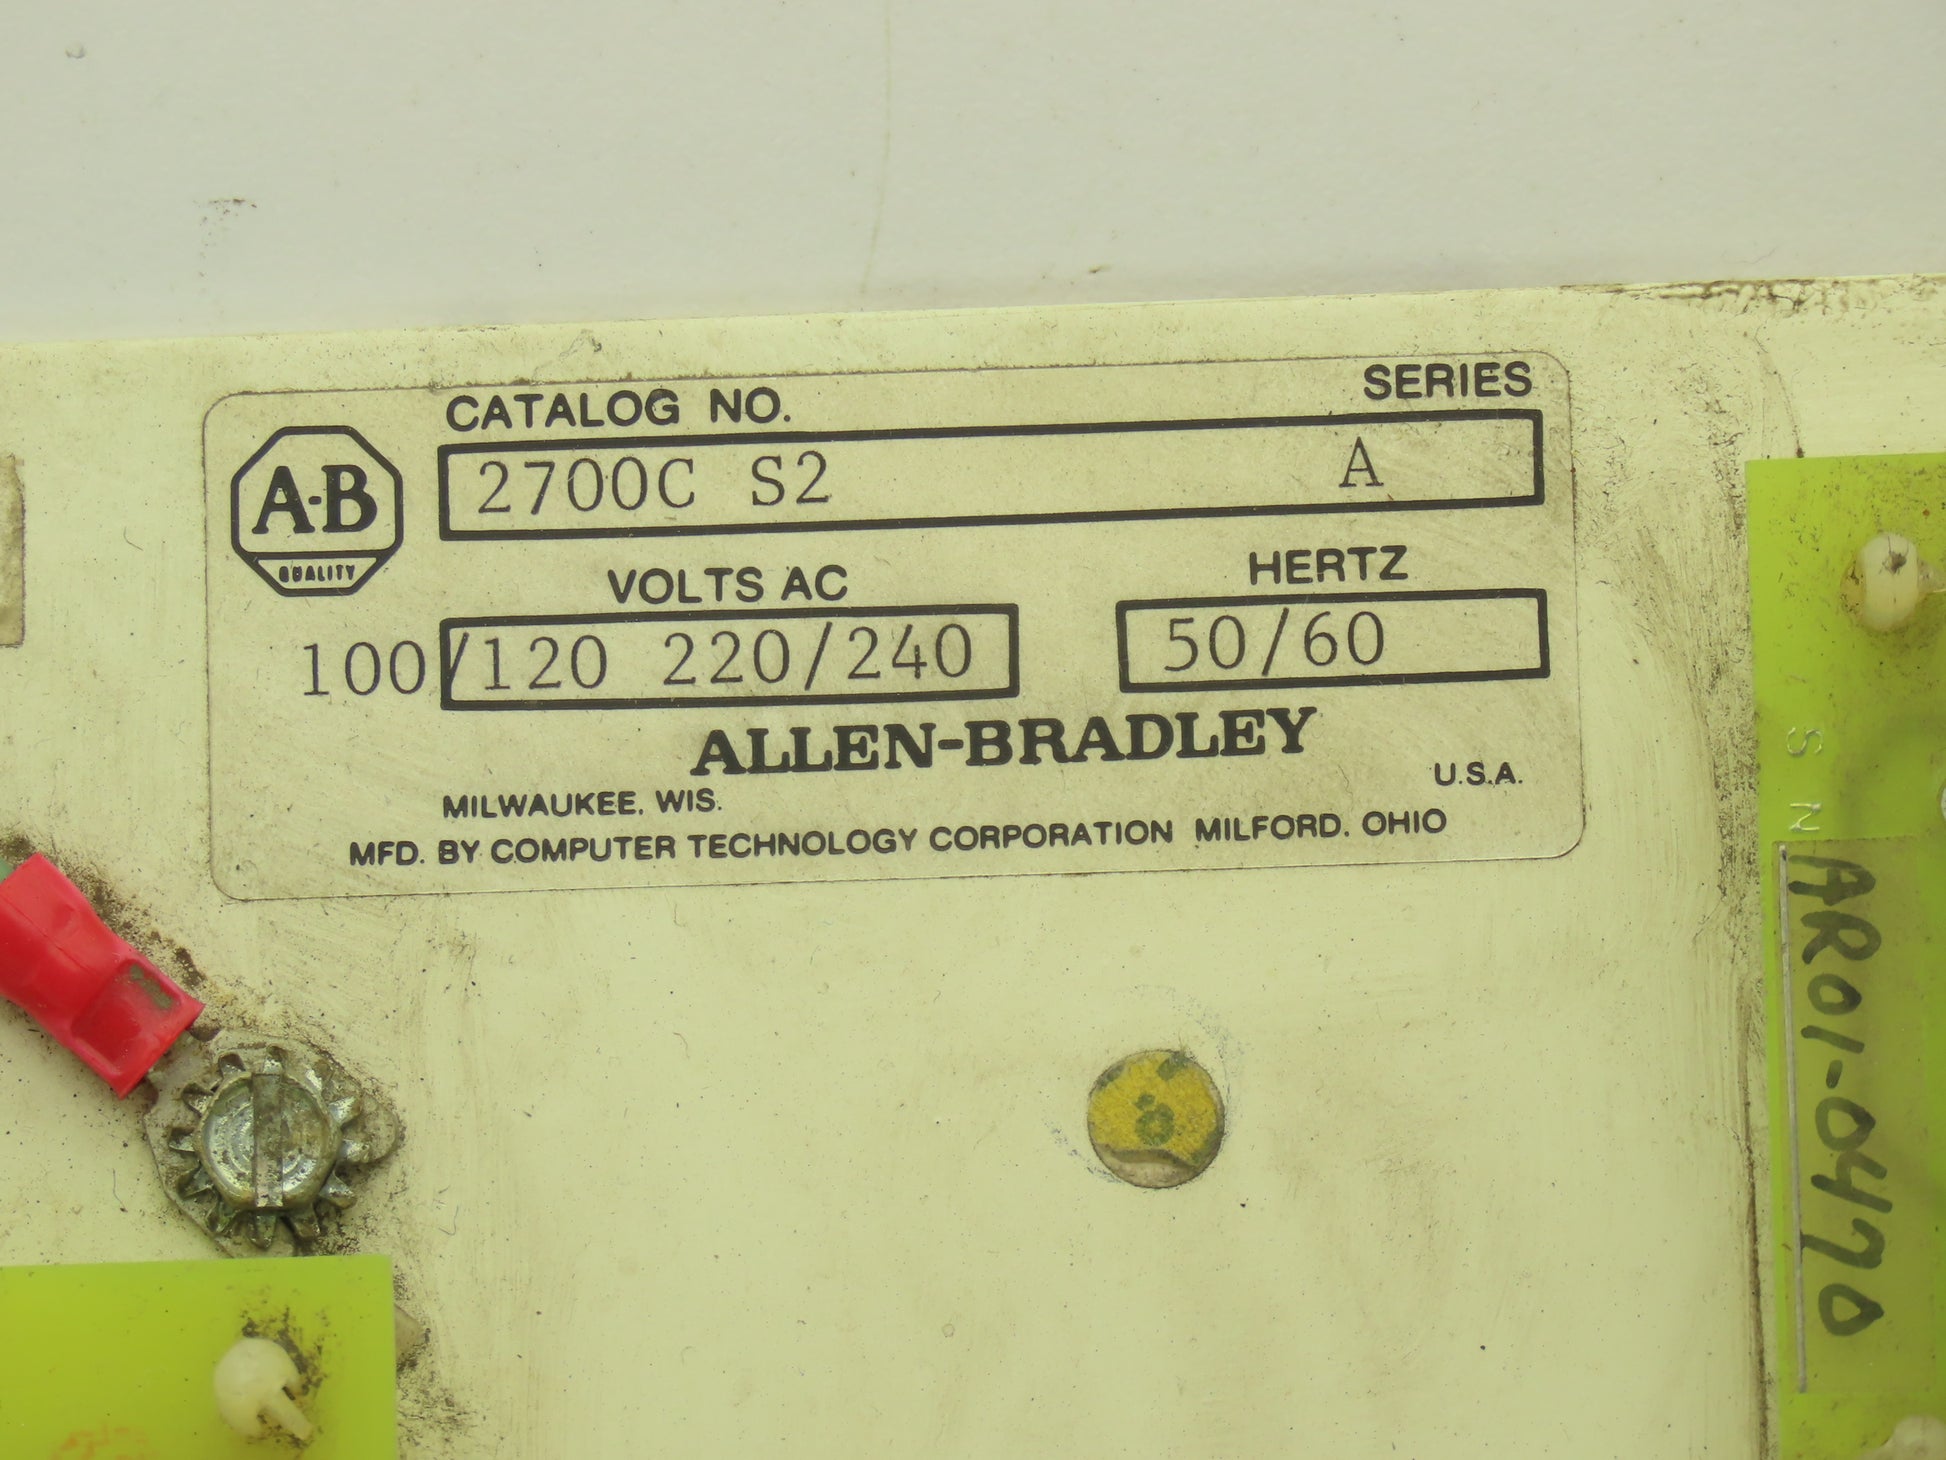 CATALOG NO. SERIES
A·B
QUALITY
2700C S2 A
VOLTS AC HERTZ
100/120 220/240 50/60
ALLEN-BRADLEY
MILWAUKEE, WIS. U.S.A.
MFD. BY COMPUTER TECHNOLOGY CORPORATION MILFORD, OHIO
8
S N
AR01-0470